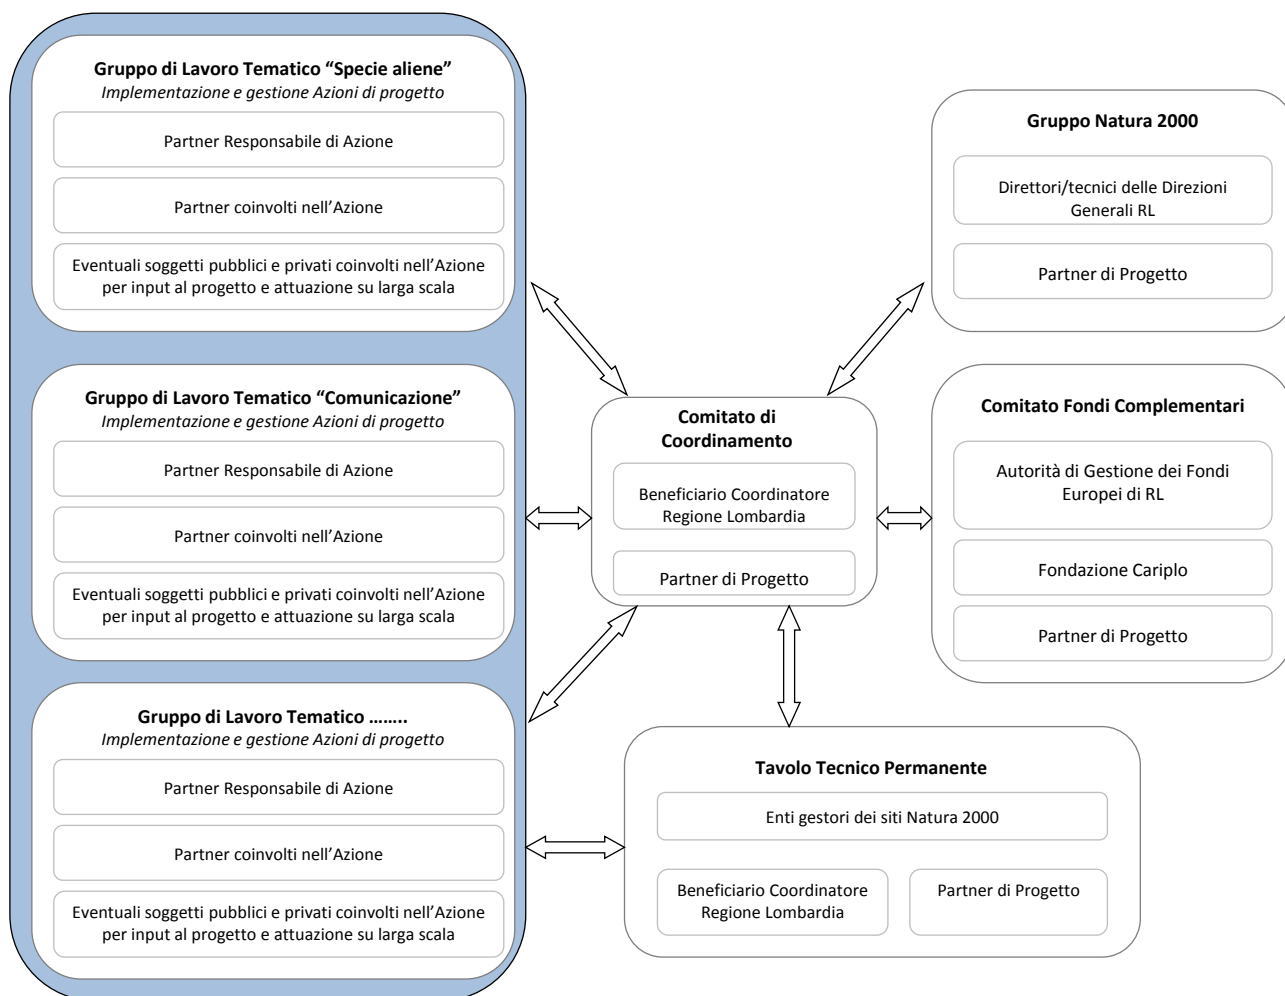 Gruppo di Lavoro Tematico “Specie aliene”
Implementazione e gestione Azioni di progetto
Partner Responsabile di Azione
Partner coinvolti nell’Azione
Eventuali soggetti pubblici e privati coinvolti nell’Azione
per input al progetto e attuazione su larga scala
Gruppo di Lavoro Tematico “Comunicazione”
Implementazione e gestione Azioni di progetto
Partner Responsabile di Azione
Partner coinvolti nell’Azione
Eventuali soggetti pubblici e privati coinvolti nell’Azione
per input al progetto e attuazione su larga scala
Gruppo di Lavoro Tematico ……..
Implementazione e gestione Azioni di progetto
Partner Responsabile di Azione
Partner coinvolti nell’Azione
Eventuali soggetti pubblici e privati coinvolti nell’Azione
per input al progetto e attuazione su larga scala
Comitato di
Coordinamento
Beneficiario Coordinatore
Regione Lombardia
Partner di Progetto
Gruppo Natura 2000
Direttori/tecnici delle Direzioni
Generali RL
Partner di Progetto
Comitato Fondi Complementari
Autorità di Gestione dei Fondi
Europei di RL
Fondazione Cariplo
Partner di Progetto
Tavolo Tecnico Permanente
Enti gestori dei siti Natura 2000
Beneficiario Coordinatore
Regione Lombardia
Partner di Progetto